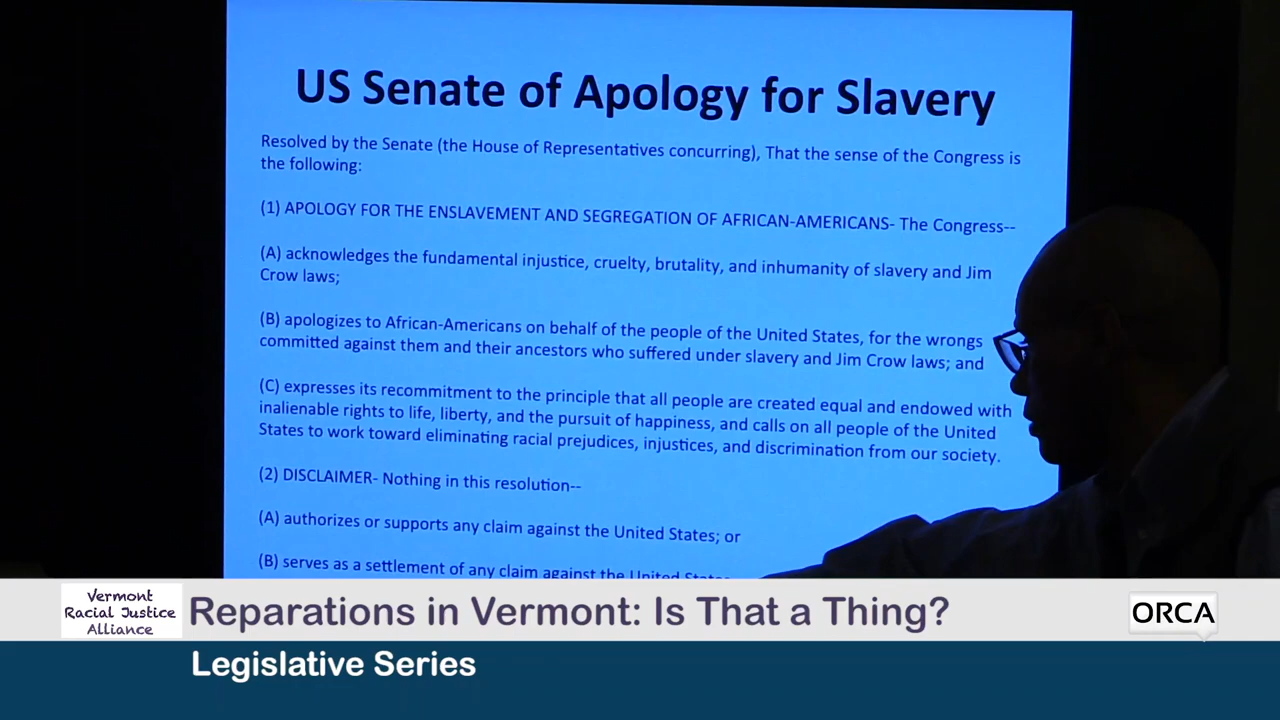 US Senate of Apology for Slavery
Resolved by the Senate (the House of Representatives concurring), That the sense of the Congress is
the following:
(1) APOLOGY FOR THE ENSLAVEMENT AND SEGREGATION OF AFRICAN-AMERICANS- The Congress--
(A) acknowledges the fundamental injustice, cruelty, brutality, and inhumanity of slavery and Jim
Crow laws;
(B) apologizes to African-Americans on behalf of the people of the United States, for the wrongs
committed against them and their ancestors who suffered under slavery and Jim Crow laws; and
(C) expresses its recommitment to the principle that all people are created equal and endowed with
inalienable rights to life, liberty, and the pursuit of happiness, and calls on all people of the United
States to work toward eliminating racial prejudices, injustices, and discrimination from our society.
(2) DISCLAIMER- Nothing in this resolution--
(A) authorizes or supports any claim against the United States; or
(B) serves as a settlement of any claim against the United States
Vermont
Racial Justice
Alliance
Reparations in Vermont: Is That a Thing?
ORCA
Legislative Series